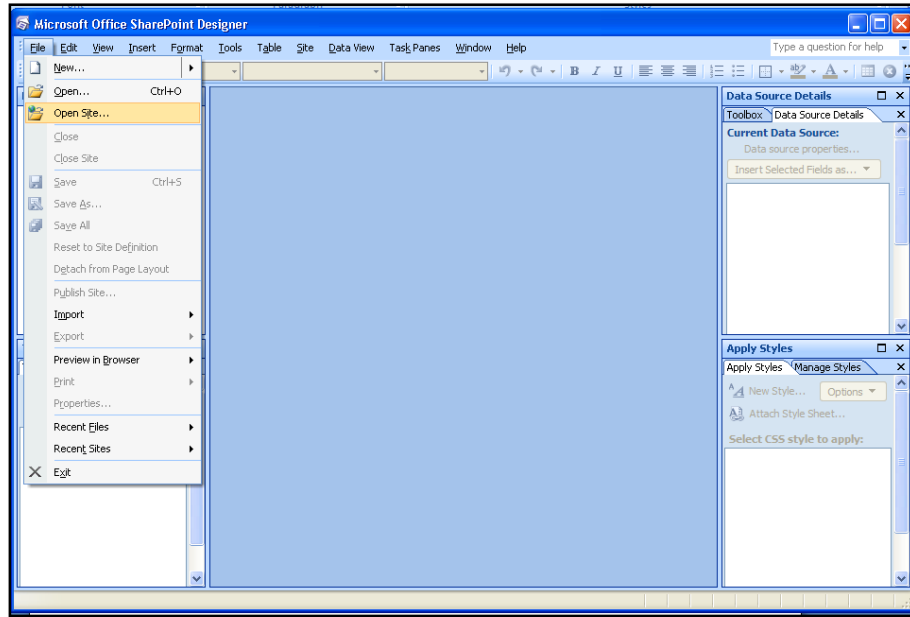 Microsoft Office SharePoint Designer
File Edit View Insert Format Tools Table Site Data View Task Panes Window Help Type a question for help
New...
Open... Ctrl+O
Open Site...
Close
Close Site
Save Ctrl+S
Save As...
Save All
Reset to Site Definition
Detach from Page Layout
Publish Site...
Import
Export
Preview in Browser
Print
Properties...
Recent Files
Recent Sites
Exit
B I U
Data Source Details
Toolbox Data Source Details
Current Data Source:
Data source properties...
Insert Selected Fields as...
Apply Styles
Apply Styles Manage Styles
New Style... Options
Attach Style Sheet...
Select CSS style to apply: